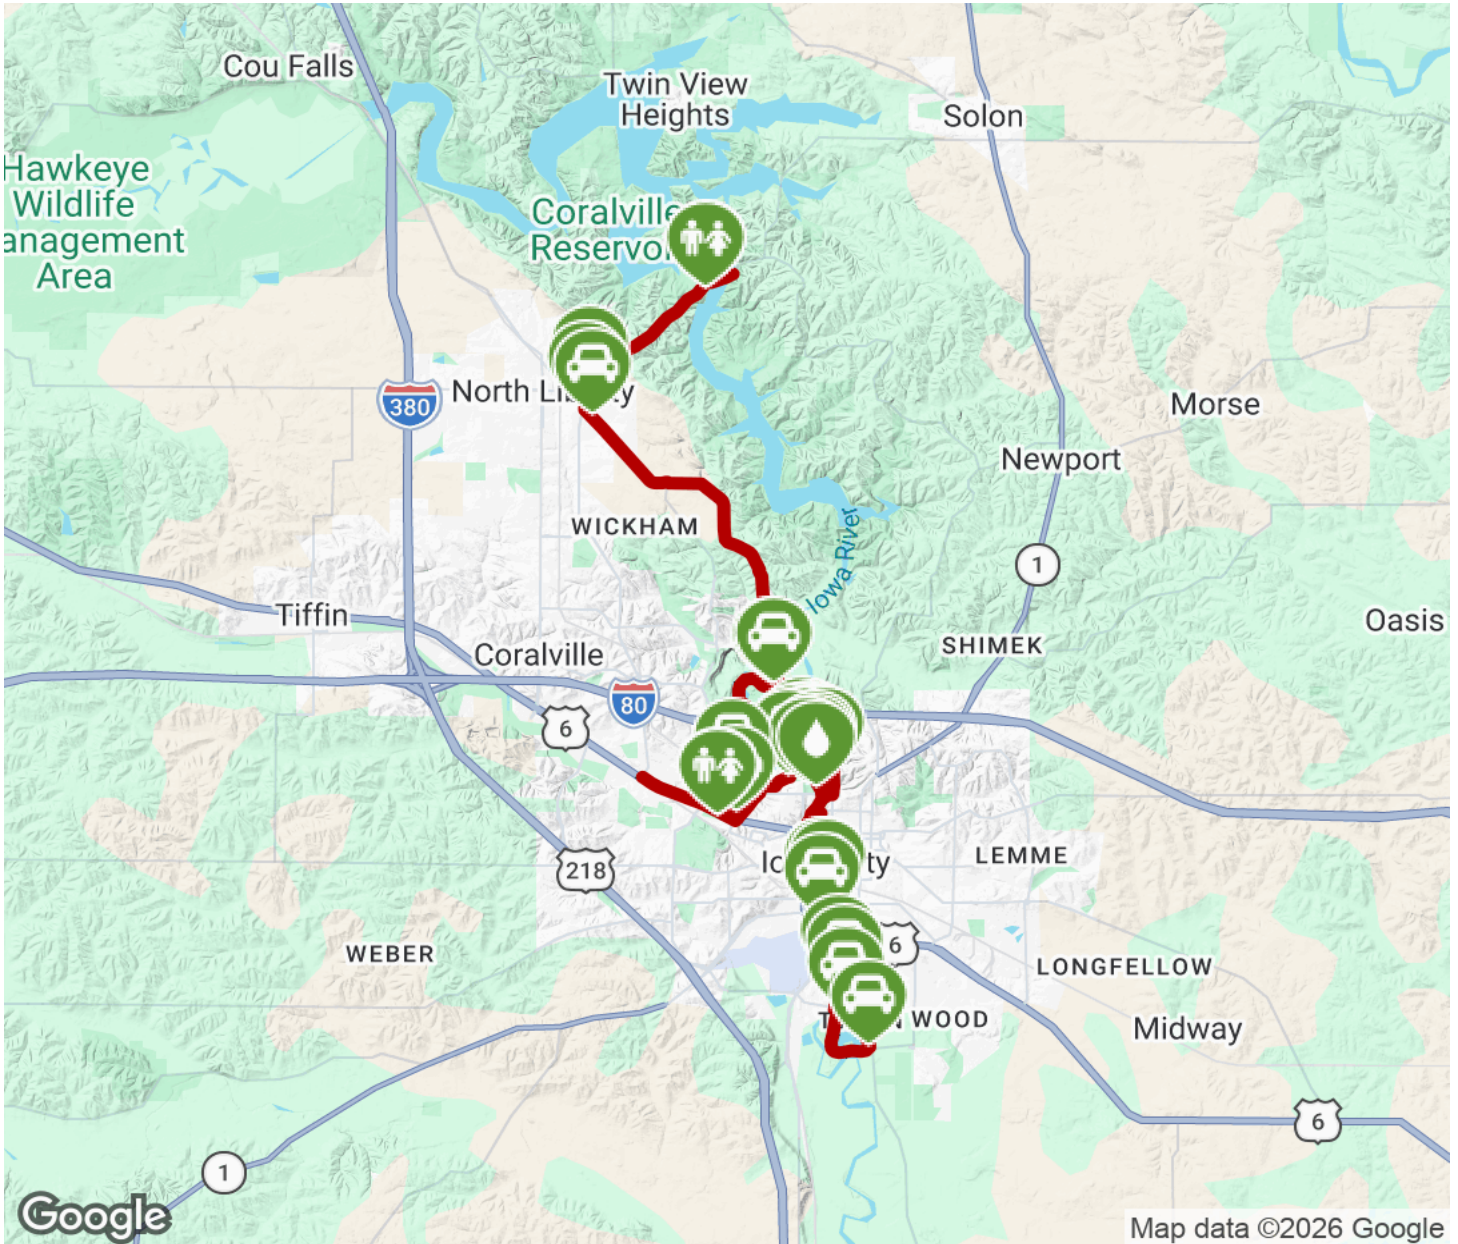 Cou Falls
Twin View
Heights
Solon
Hawkeye
Wildlife
anagement
Area
Coralville
Reservoi
380
North Li ty
Morse
Newport
WICKHAM
Iowa River
1
Tiffin
Oasis
SHIMEK
Coralville
80
6
Ic ty
LEMME
218
WEBER
6
LONGFELLOW
T WOOD
Midway
6
1
Google
Map data ©2026 Google